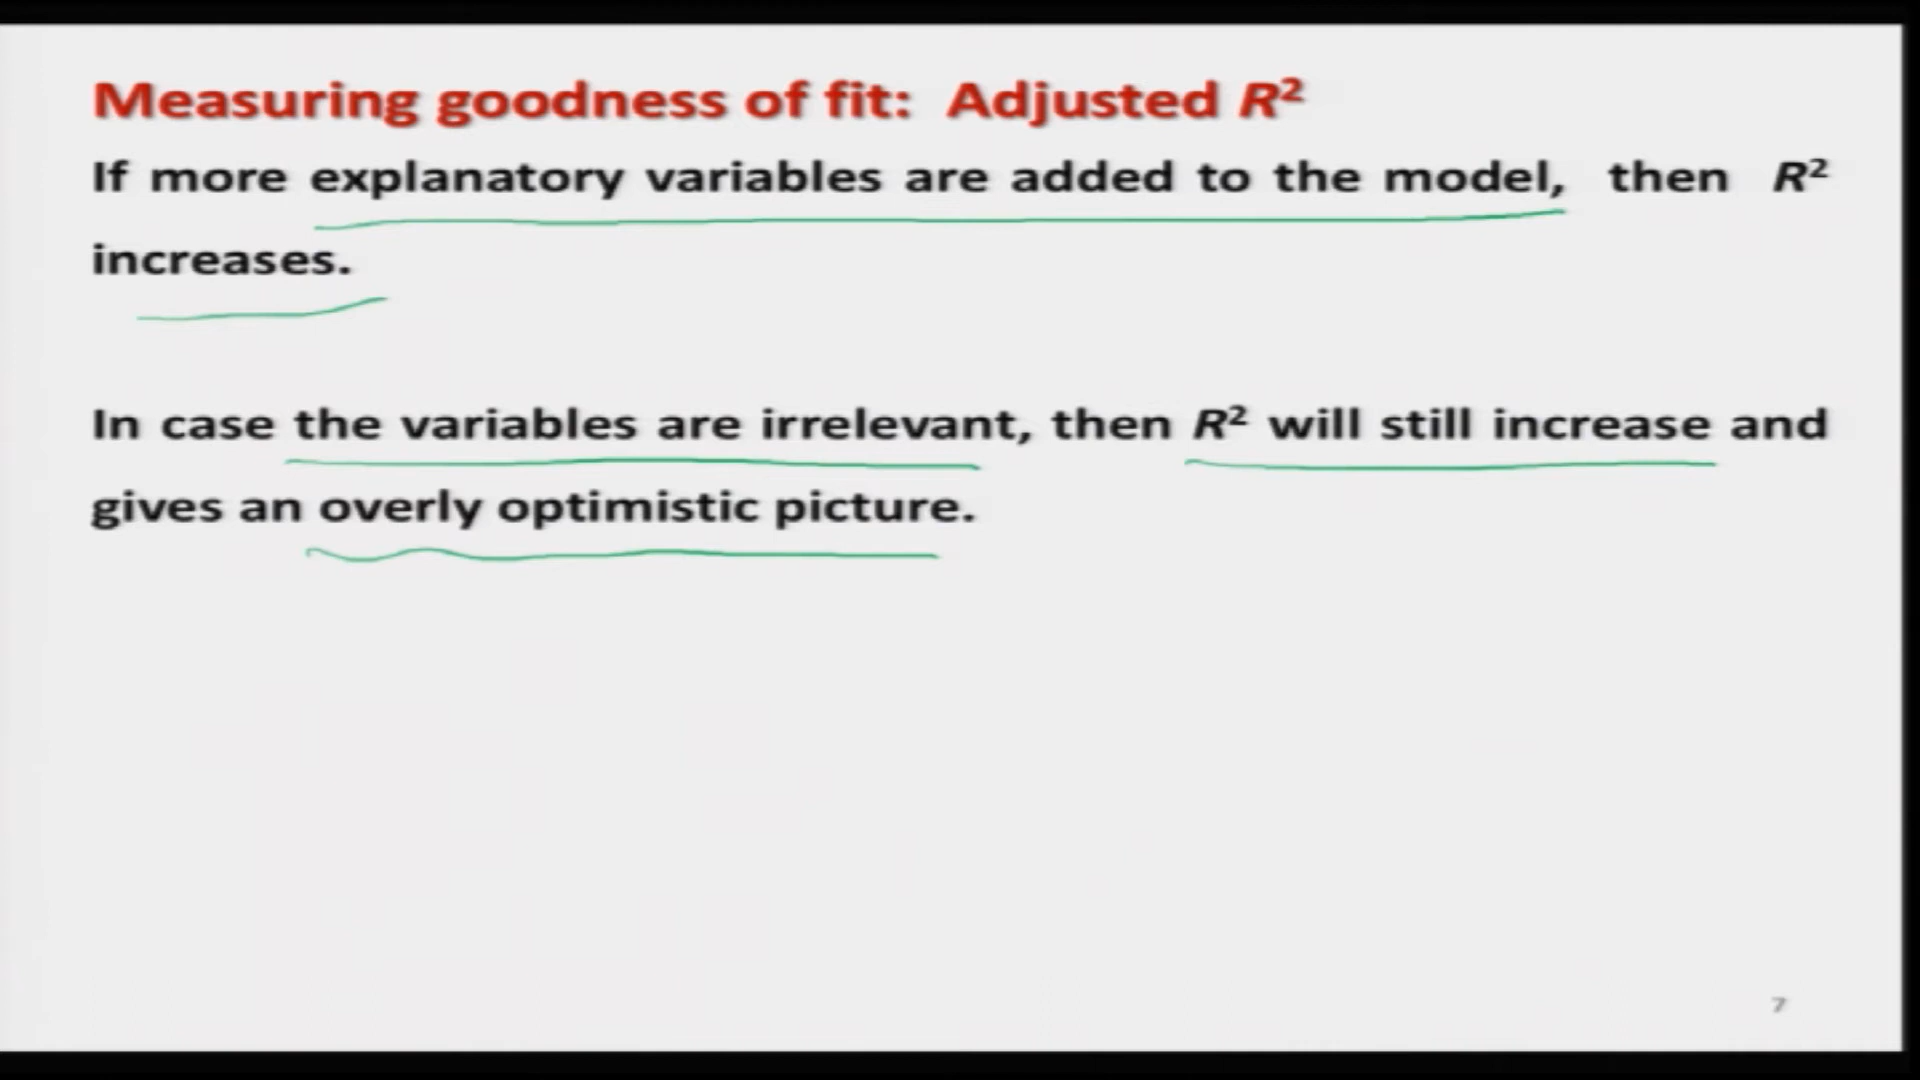 Measuring goodness of fit: Adjusted R²
If more explanatory variables are added to the model, then R²
increases.
In case the variables are irrelevant, then R² will still increase and
gives an overly optimistic picture.
7